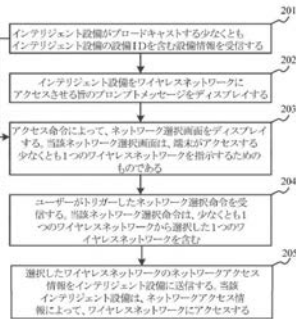 201
インテリジェント設備がブロードキャストする少なくとも
インテリジェント設備の設備IDを含む設備情報を受信する
202
インテリジェント設備をワイヤレスネットワークに
アクセスさせる旨のプロンプトメッセージをディスプレイする
203
アクセス命令によって、ネットワーク選択画面をディスプレイ
する。当該ネットワーク選択画面は、端末がアクセスする
少なくとも1つのワイヤレスネットワークを指示するための
ものである
204
ユーザーがトリガーしたネットワーク選択命令を受
信する。当該ネットワーク選択命令は、少なくとも1
つのワイヤレスネットワークから選択した1つのワ
イヤレスネットワークを含む
205
選択したワイヤレスネットワークのネットワークアクセス
情報をインテリジェント設備に送信する。当該
インテリジェント設備は、ネットワークアクセス情
報によって、ワイヤレスネットワークにアクセスする